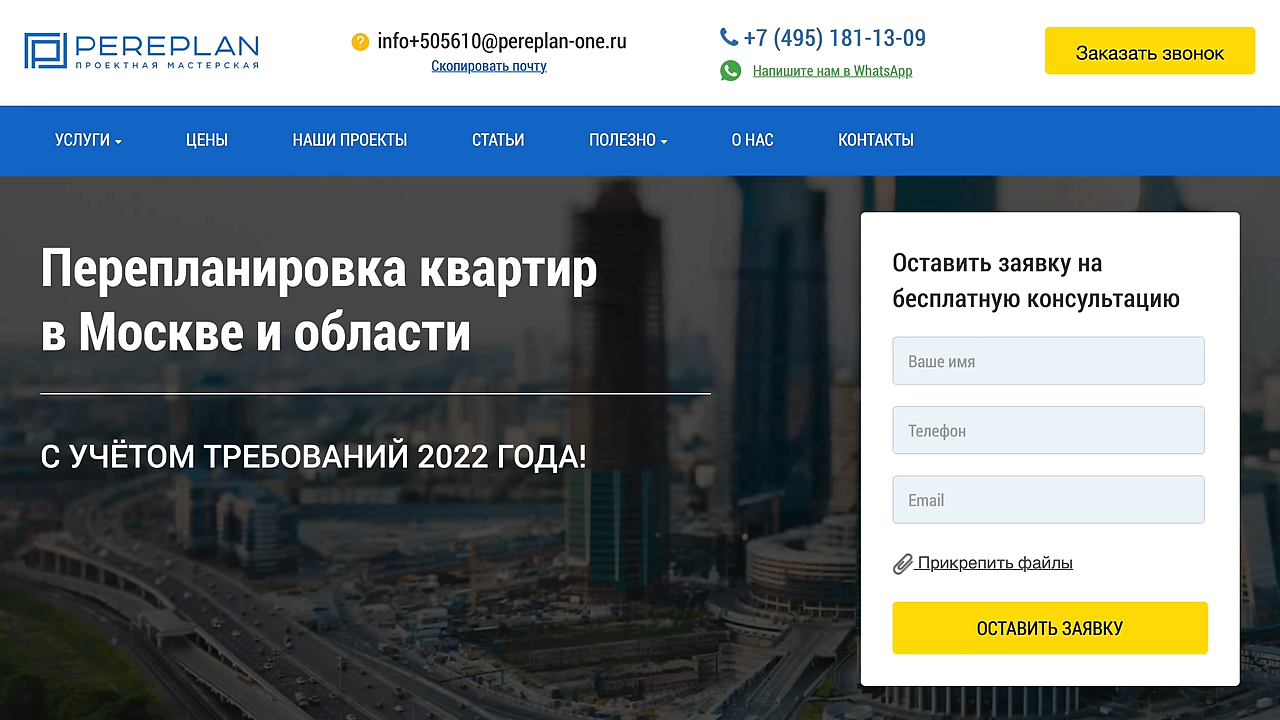 PEREPLAN
ПРОЕКТНАЯ МАСТЕРСКАЯ
? info+505610@pereplan-one.ru
Скопировать почту
+7 (495) 181-13-09
Напишите нам в WhatsApp
Заказать звонок
УСЛУГИ ЦЕНЫ НАШИ ПРОЕКТЫ СТАТЬИ ПОЛЕЗНО О НАС КОНТАКТЫ
Перепланировка квартир
в Москве и области
С УЧЁТОМ ТРЕБОВАНИЙ 2022 ГОДА!
Оставить заявку на
бесплатную консультацию
Ваше имя
Телефон
Email
Прикрепить файлы
ОСТАВИТЬ ЗАЯВКУ